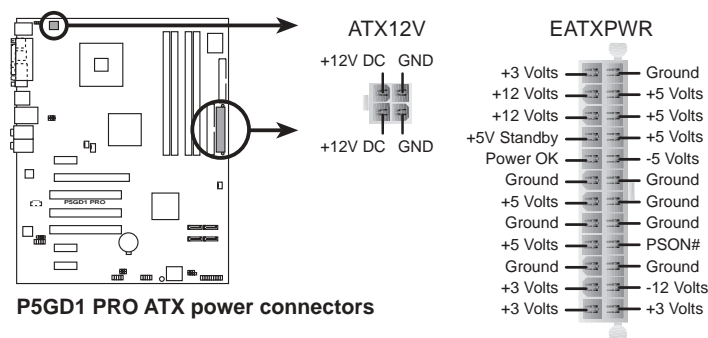 ATX12V
+12V DC GND
+12V DC GND
EATXPWR
+3 Volts Ground
+12 Volts +5 Volts
+12 Volts +5 Volts
+5V Standby +5 Volts
Power OK -5 Volts
Ground Ground
+5 Volts Ground
Ground Ground
+5 Volts PSON#
Ground Ground
+3 Volts -12 Volts
+3 Volts +3 Volts
P5GD1 PRO
P5GD1 PRO ATX power connectors